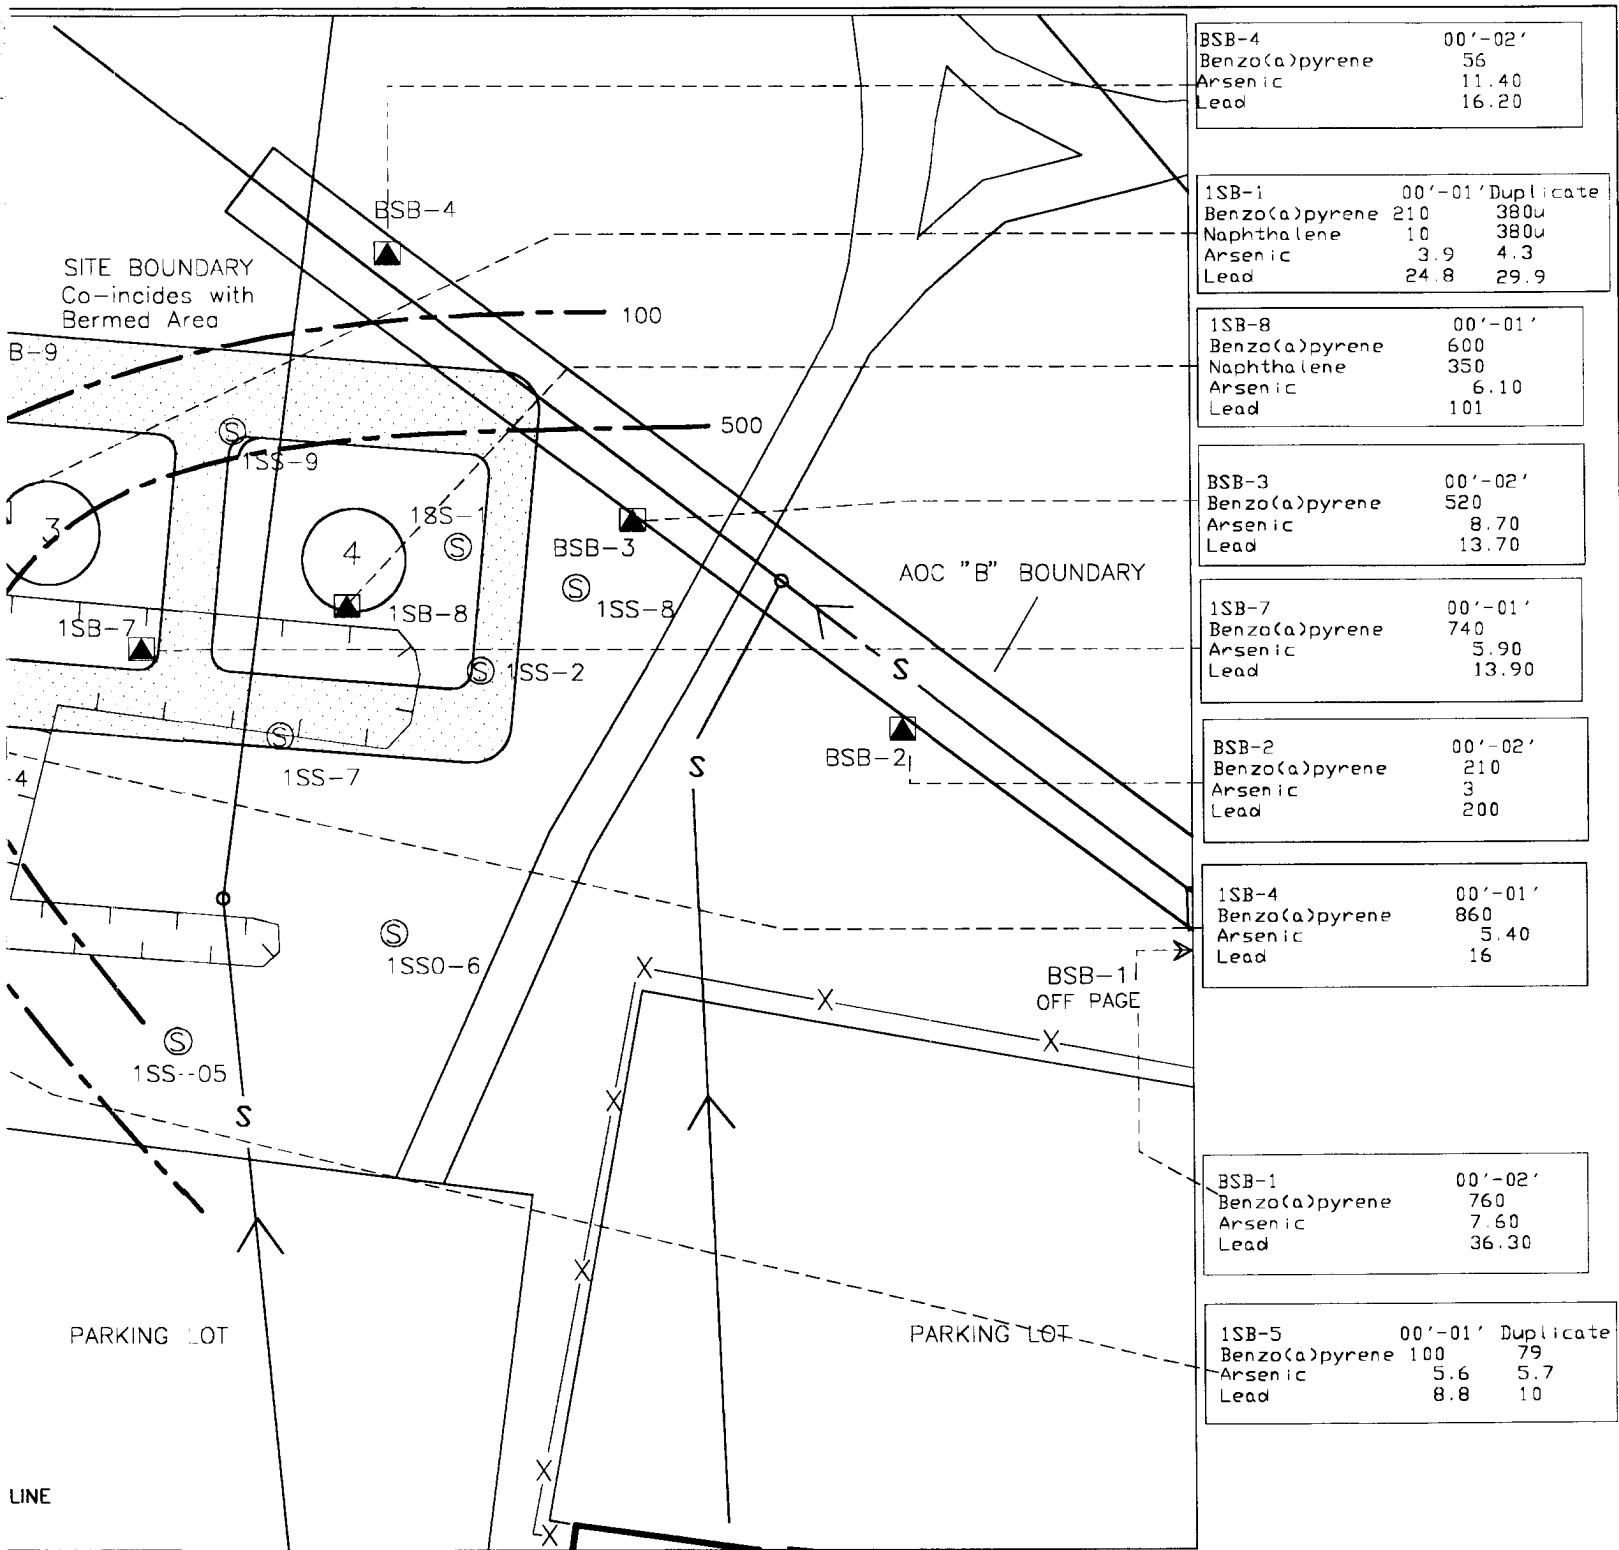 BSB-4 00'-02'
Benzo(a)pyrene 56
Arsenic 11.40
Lead 16.20
1SB-1 00'-01' Duplicate
Benzo(a)pyrene 210 380u
Naphthalene 10 380u
Arsenic 3.9 4.3
Lead 24.8 29.9
1SB-8 00'-01'
Benzo(a)pyrene 600
Naphthalene 350
Arsenic 6.10
Lead 101
BSB-3 00'-02'
Benzo(a)pyrene 520
Arsenic 8.70
Lead 13.70
1SB-7 00'-01'
Benzo(a)pyrene 740
Arsenic 5.90
Lead 13.90
BSB-2 00'-02'
Benzo(a)pyrene 210
Arsenic 3
Lead 200
1SB-4 00'-01'
Benzo(a)pyrene 860
Arsenic 5.40
Lead 16
BSB-1 00'-02'
Benzo(a)pyrene 760
Arsenic 7.60
Lead 36.30
1SB-5 00'-01' Duplicate
Benzo(a)pyrene 100 79
Arsenic 5.6 5.7
Lead 8.8 10
BSB-4
SITE BOUNDARY
Co-incides with
Bermed Area
100
B-9
500
S
1SS-9
3
4
1SS-1
S
BSB-3
S
1SS-8
AOC "B" BOUNDARY
1SB-7
1SB-8
S
1SS-2
S
BSB-2
S
1SS-7
S
-4
S
1SS0-6
BSB-1
OFF PAGE
X
X
X
S
1SS--05
X
S
X
PARKING LOT
PARKING LOT
X
LINE
X